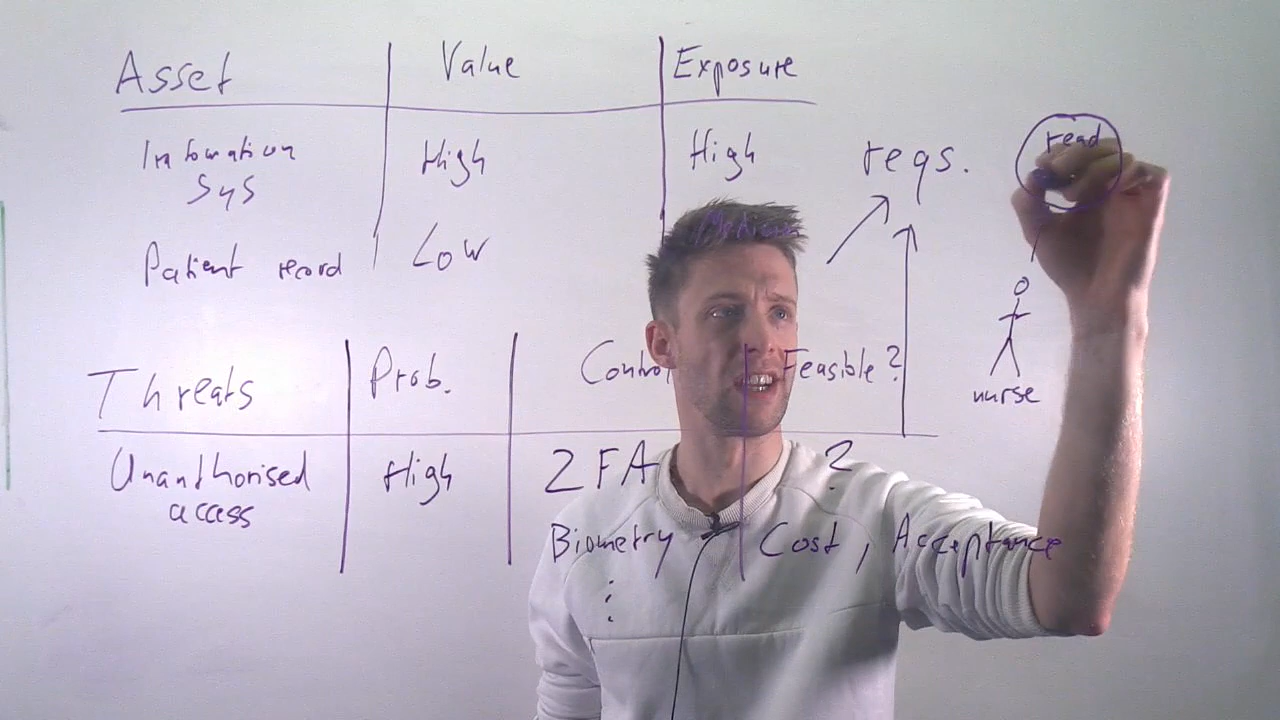 Asset Value Exposure
Information Sys High High
Patient record Low Medium
reqs.
read
nurse
Threats Prob. Control Feasible?
Unauthorised access High 2FA ?
Biometry Cost, Acceptance